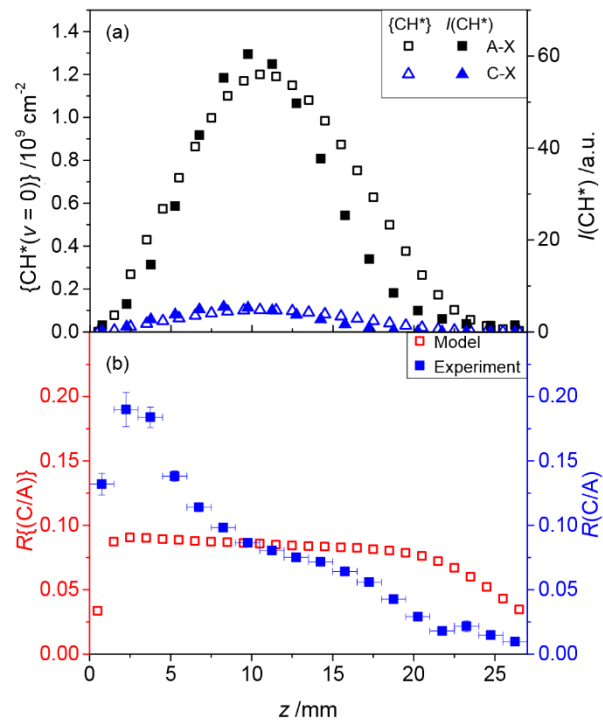 (a)
{CH*} I(CH*)
A-X
C-X
1.4
1.2
1.0
0.8
0.6
0.4
0.2
0.0
{CH*(v = 0)} /10⁹ cm⁻²
60
40
20
0
I(CH*) /a.u.
(b)
Model
Experiment
0.20
0.15
0.10
0.05
0.00
R{(C/A)}
0.20
0.15
0.10
0.05
0.00
R(C/A)
0 5 10 15 20 25
z /mm